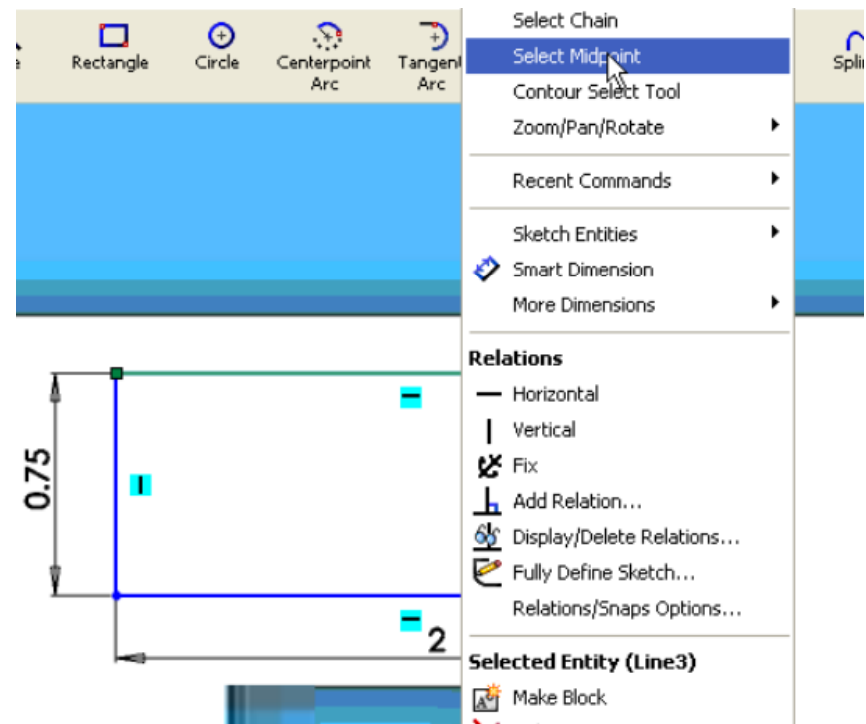 Rectangle
Circle
Centerpoint
Arc
Tangent
Arc
Select Chain
Select Midpoint
Contour Select Tool
Zoom/Pan/Rotate
Recent Commands
Sketch Entities
Smart Dimension
More Dimensions
Relations
Horizontal
Vertical
Fix
Add Relation...
Display/Delete Relations...
Fully Define Sketch...
Relations/Snaps Options...
Selected Entity (Line3)
Make Block
0.75
2